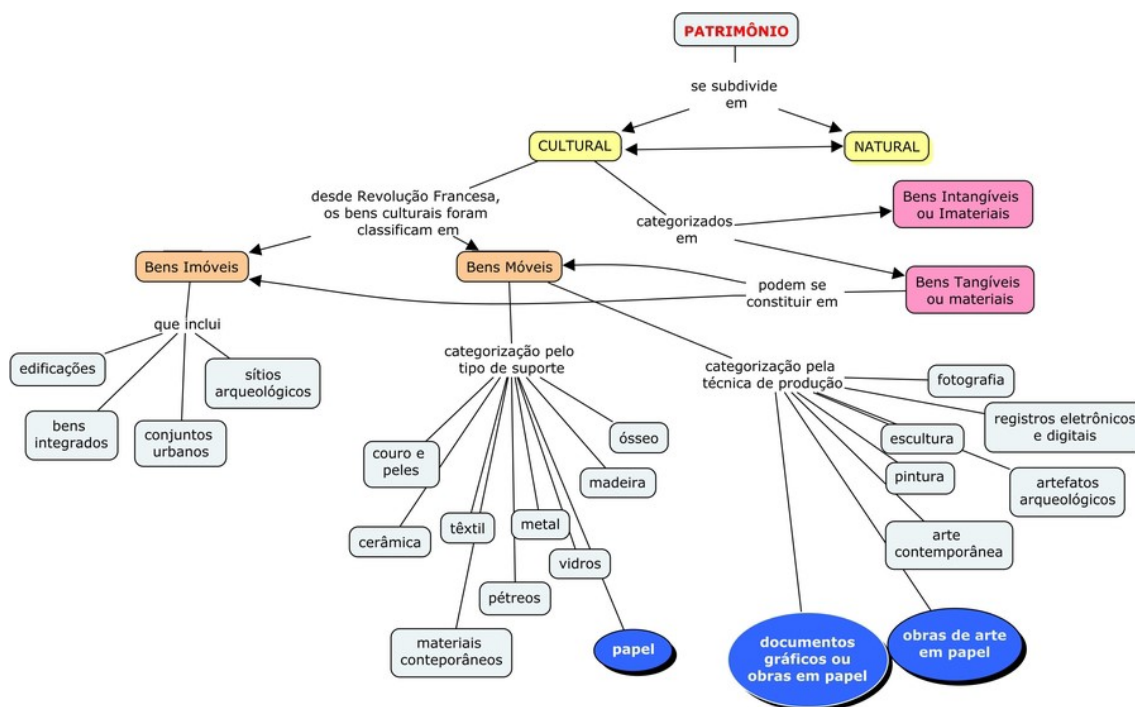 PATRIMÔNIO
se subdivide
em
CULTURAL
NATURAL
desde Revolução Francesa,
os bens culturais foram
classificam em
categorizados
em
Bens Intangíveis
ou Imateriais
Bens Imóveis
Bens Móveis
podem se
constituir em
Bens Tangíveis
ou materiais
que inclui
edificações
bens
integrados
conjuntos
urbanos
sítios
arqueológicos
categorização pelo
tipo de suporte
couro e
peles
cerâmica
têxtil
materiais
conteporâneos
pétreos
metal
vidros
papel
madeira
ósseo
categorização pela
técnica de produção
fotografia
registros eletrônicos
e digitais
escultura
pintura
artefatos
arqueológicos
arte
contemporânea
documentos
gráficos ou
obras em papel
obras de arte
em papel